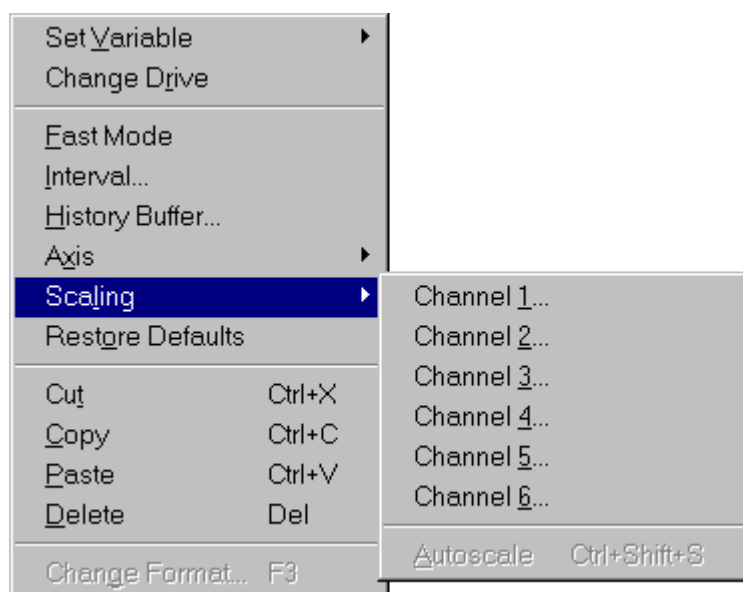 Set Variable
Change Drive
Fast Mode
Interval...
History Buffer...
Axis
Scaling
Restore Defaults
Cut Ctrl+X
Copy Ctrl+C
Paste Ctrl+V
Delete Del
Change Format... F3
Channel 1...
Channel 2...
Channel 3...
Channel 4...
Channel 5...
Channel 6...
Autoscale Ctrl+Shift+S